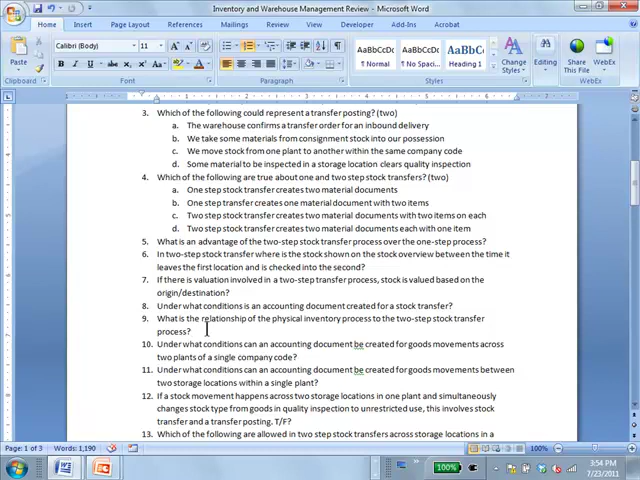 Inventory and Warehouse Management Review - Microsoft Word
Home Insert Page Layout References Mailings Review View Developer Add-Ins Acrobat
Calibri (Body) 11
Paste
AaBbCcDc AaBbCcDc AaBbCc
¶ Normal ¶ No Spaci... Heading 1
Change Styles
Editing
Share This File
WebEx
Clipboard Font Paragraph Styles WebEx
3. Which of the following could represent a transfer posting? (two)
a. The warehouse confirms a transfer order for an inbound delivery
b. We take some materials from consignment stock into our possession
c. We move stock from one plant to another within the same company code
d. Some material to be inspected in a storage location clears quality inspection
4. Which of the following are true about one and two step stock transfers? (two)
a. One step stock transfer creates two material documents
b. One step transfer creates one material document with two items
c. Two step stock transfer creates two material documents with two items on each
d. Two step stock transfer creates two material documents each with one item
5. What is an advantage of the two-step stock transfer process over the one-step process?
6. In two-step transfer where is the stock shown on the stock overview between the time it
leaves the first location and is checked into the second?
7. If there is valuation involved in a two-step transfer process, stock is valued based on the
origin/destination?
8. Under what conditions is an accounting document created for a stock transfer?
9. What is the relationship of the physical inventory process to the two-step stock transfer
process?
10. Under what conditions can an accounting document be created for goods movements across
two plants of a single company code?
11. Under what conditions can an accounting document be created for goods movements between
two storage locations within a single plant?
12. If a stock movement happens across two storage locations in one plant and simultaneously
changes stock type from goods in quality inspection to unrestricted use, this involves a stock
transfer and a transfer posting. T/F?
13. Which of the following are allowed in two step stock transfers across storage locations in a
Page: 1 of 3 Words: 1,190 100%
100% 3:54 PM
7/23/2011